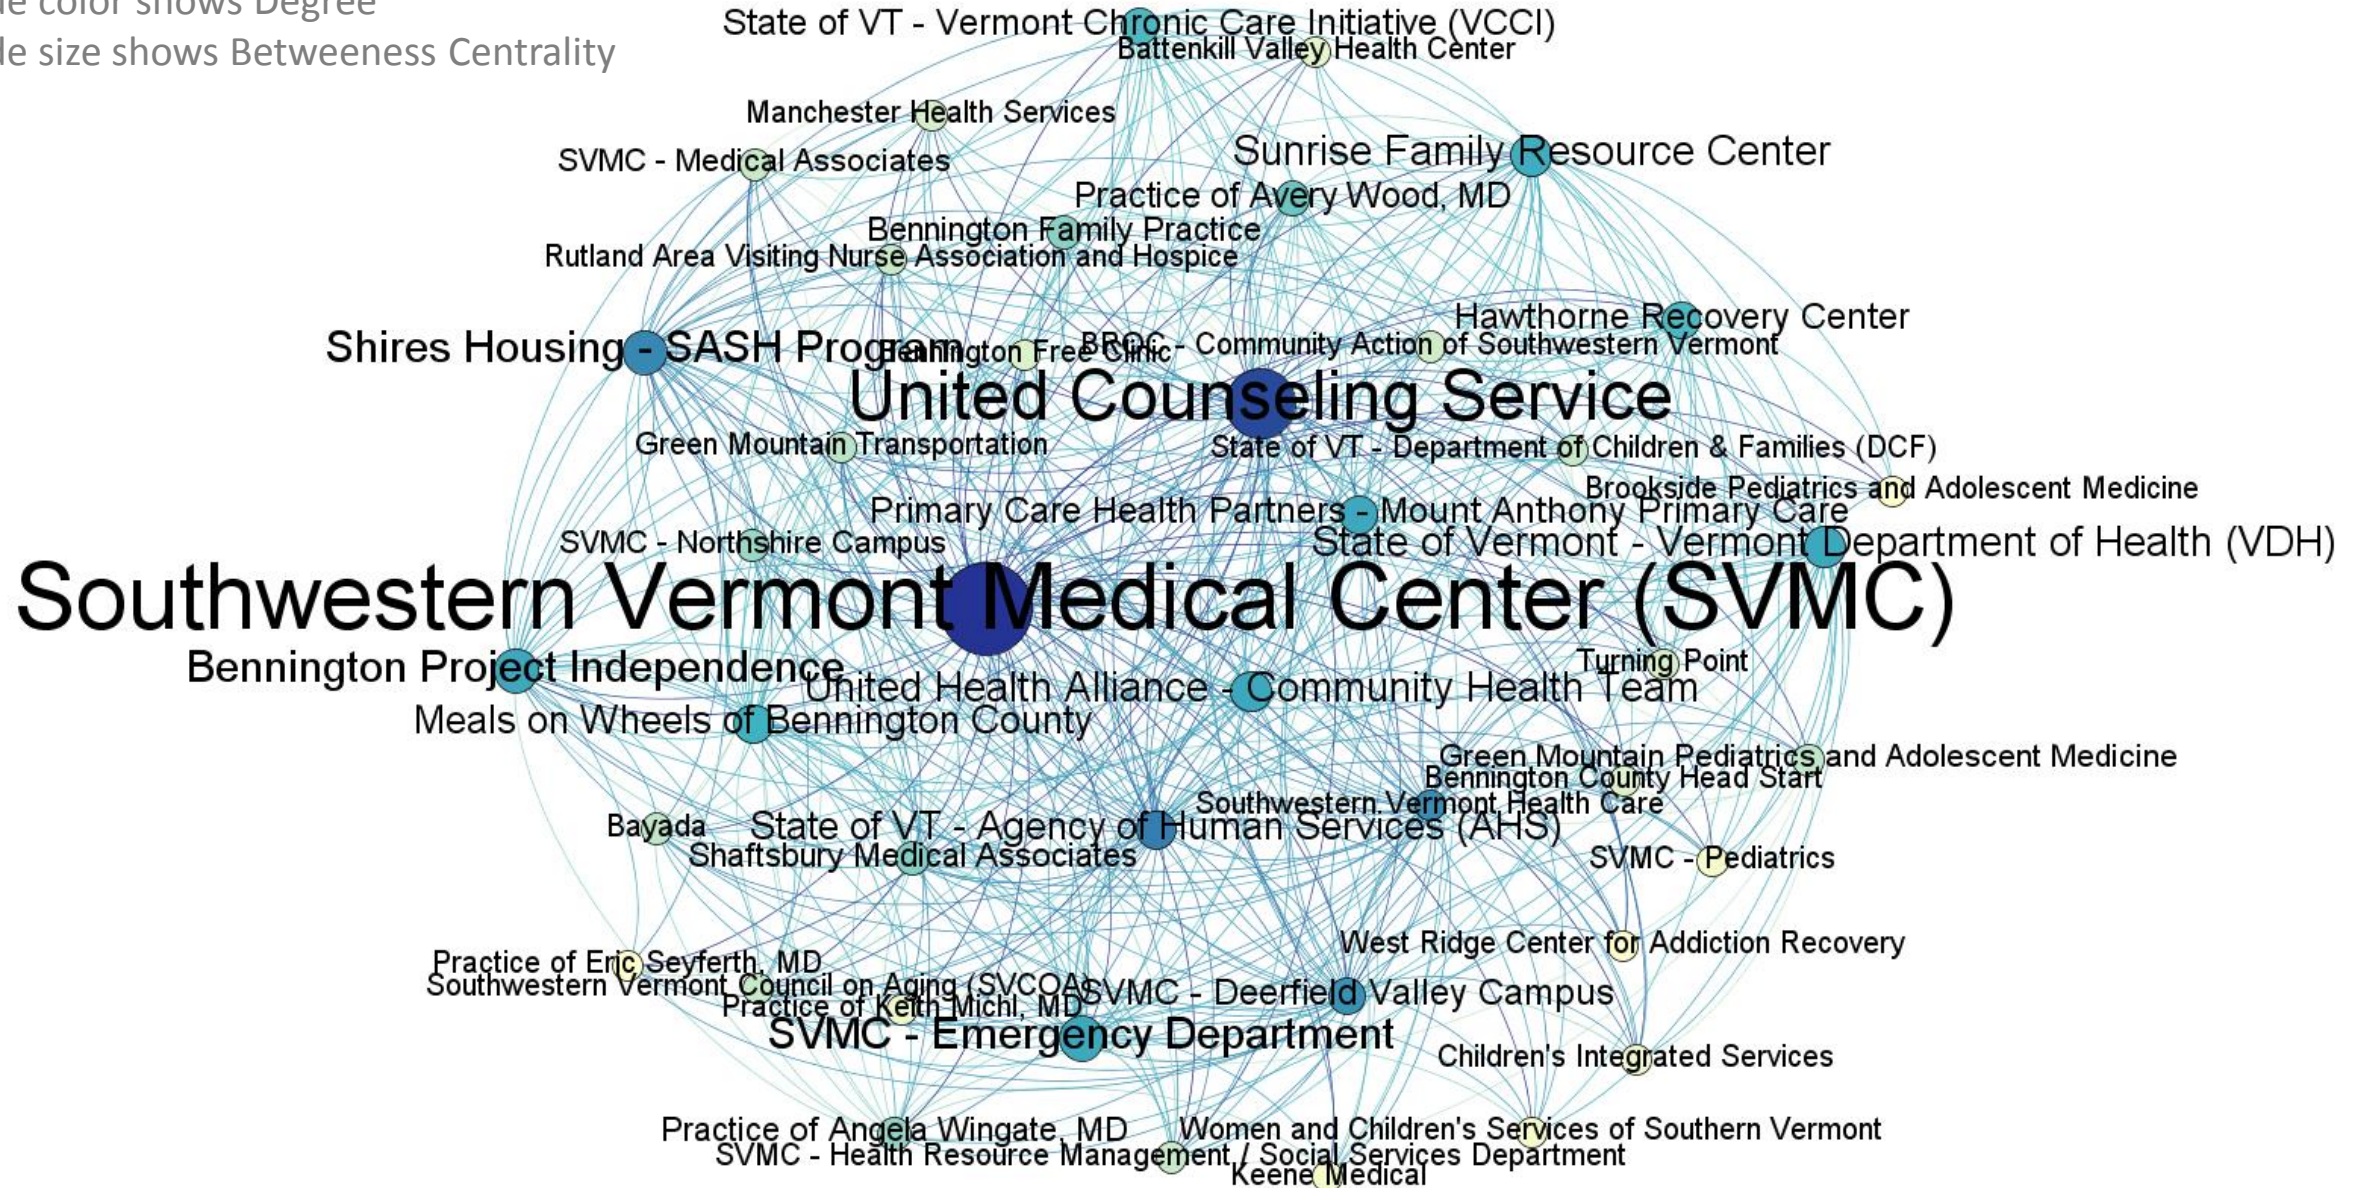 de color shows Degree
de size shows Betweeness Centrality
State of VT - Vermont Chronic Care Initiative (VCCI)
Battenkill Valley Health Center
Manchester Health Services
Sunrise Family Resource Center
SVMC - Medical Associates
Practice of Avery Wood, MD
Bennington Family Practice
Rutland Area Visiting Nurse Association and Hospice
Hawthorne Recovery Center
Shires Housing - SASH Program
Bennington Free Clinic
BROC - Community Action of Southwestern Vermont
United Counseling Service
Green Mountain Transportation
State of VT - Department of Children & Families (DCF)
Brookside Pediatrics and Adolescent Medicine
Primary Care Health Partners - Mount Anthony Primary Care
SVMC - Northshire Campus
State of Vermont - Vermont Department of Health (VDH)
Southwestern Vermont Medical Center (SVMC)
Bennington Project Independence
Turning Point
United Health Alliance - Community Health Team
Meals on Wheels of Bennington County
Green Mountain Pediatrics and Adolescent Medicine
Bennington County Head Start
Southwestern Vermont Health Care
Bayada
State of VT - Agency of Human Services (AHS)
Shaftsbury Medical Associates
SVMC - Pediatrics
West Ridge Center for Addiction Recovery
Practice of Eric Seyferth, MD
Southwestern Vermont Council on Aging (SVCOA)
SVMC - Deerfield Valley Campus
Practice of Keith Michl, MD
SVMC - Emergency Department
Children's Integrated Services
Practice of Angela Wingate, MD
Women and Children's Services of Southern Vermont
SVMC - Health Resource Management / Social Services Department
Keene Medical